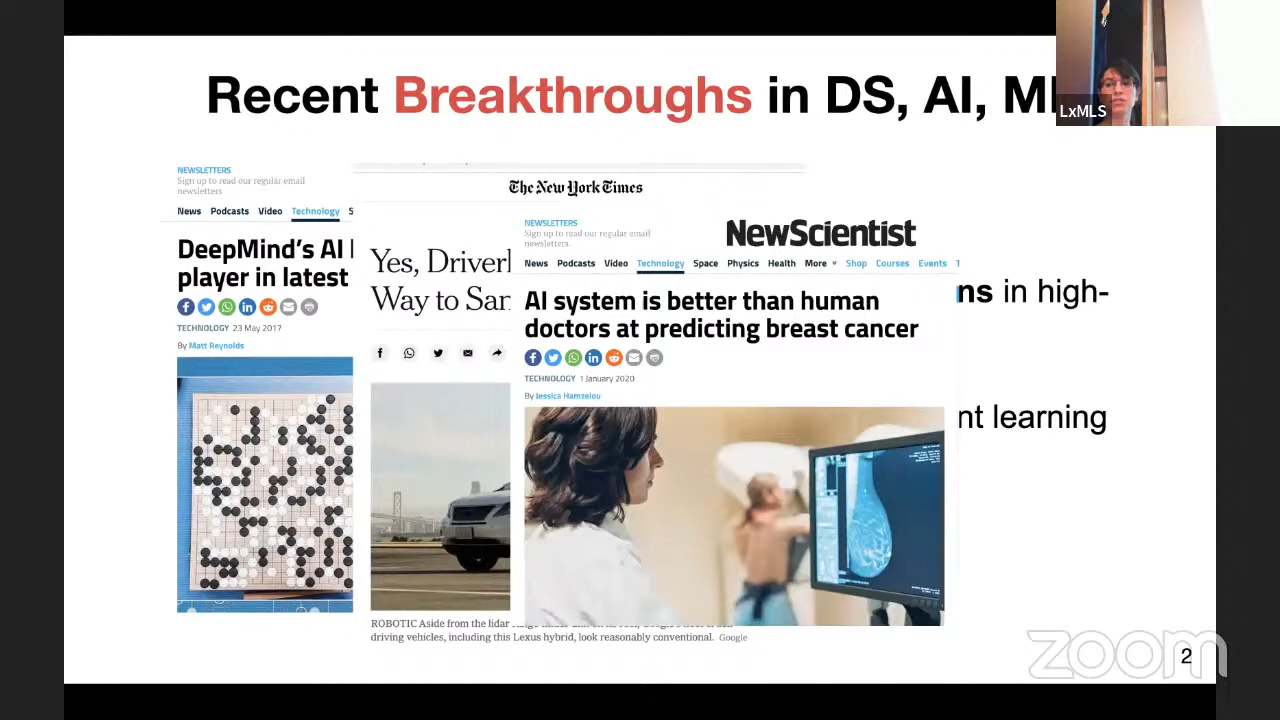 Recent Breakthroughs in DS, AI, ML
LxMLS
NEWSLETTERS
Sign up to read our regular email
newsletters
News Podcasts Video Technology S
DeepMind's AI
player in latest
TECHNOLOGY 23 May 2017
By Matt Reynolds
The New York Times
Yes, Driverl
Way to San
ROBOTIC Aside from the lidar
driving vehicles, including this Lexus hybrid, look reasonably conventional. Google
NEWSLETTERS
Sign up to read our regular email
newsletters
NewScientist
News Podcasts Video Technology Space Physics Health More Shop Courses Events
AI system is better than human
doctors at predicting breast cancer
TECHNOLOGY 1 January 2020
By Jessica Hamzelou
ns in high-
nt learning
zoom
2